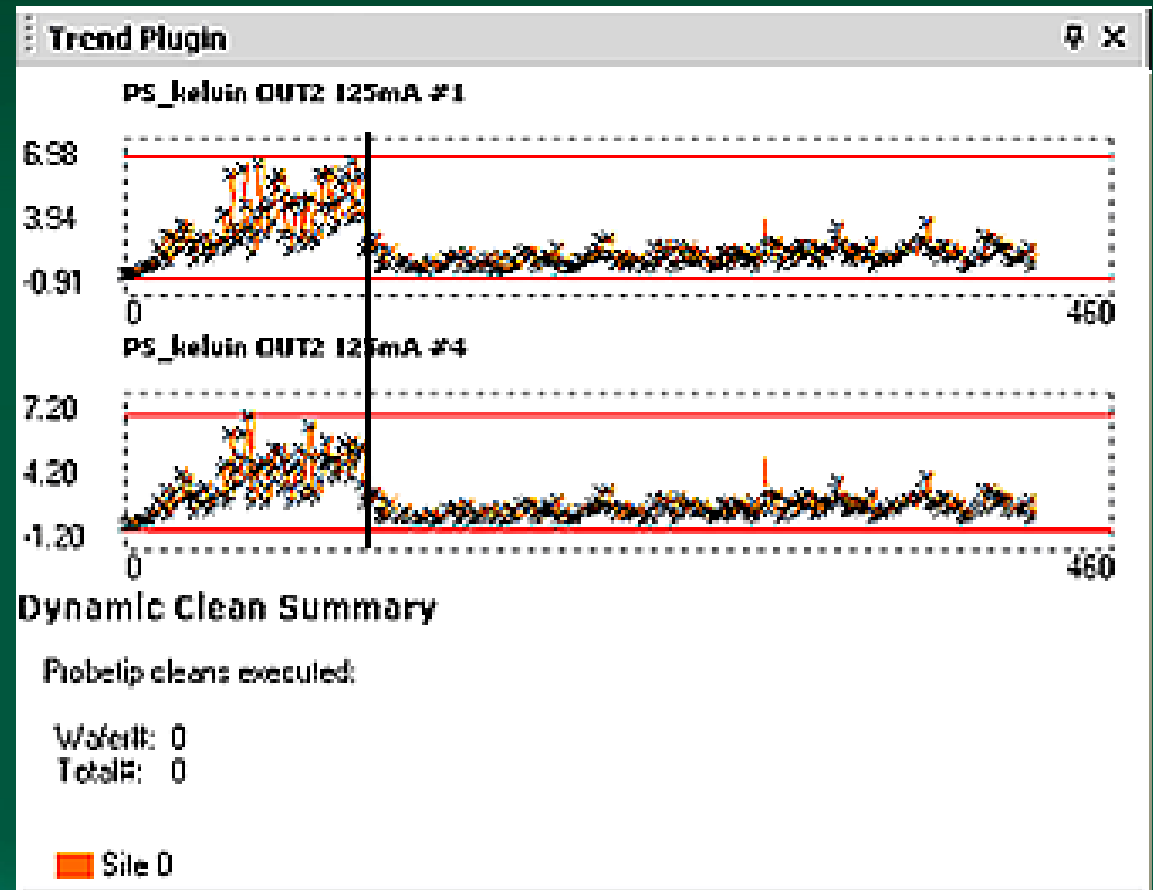 Trend Plugin
PS_kelvin OUT2 125mA #1
6.98
3.94
-0.91
0
460
PS_kelvin OUT2 125mA #4
7.20
4.20
-1.20
0
460
Dynamic Clean Summary
Probetip cleans executed:
Wafer#: 0
Total#: 0
Site 0